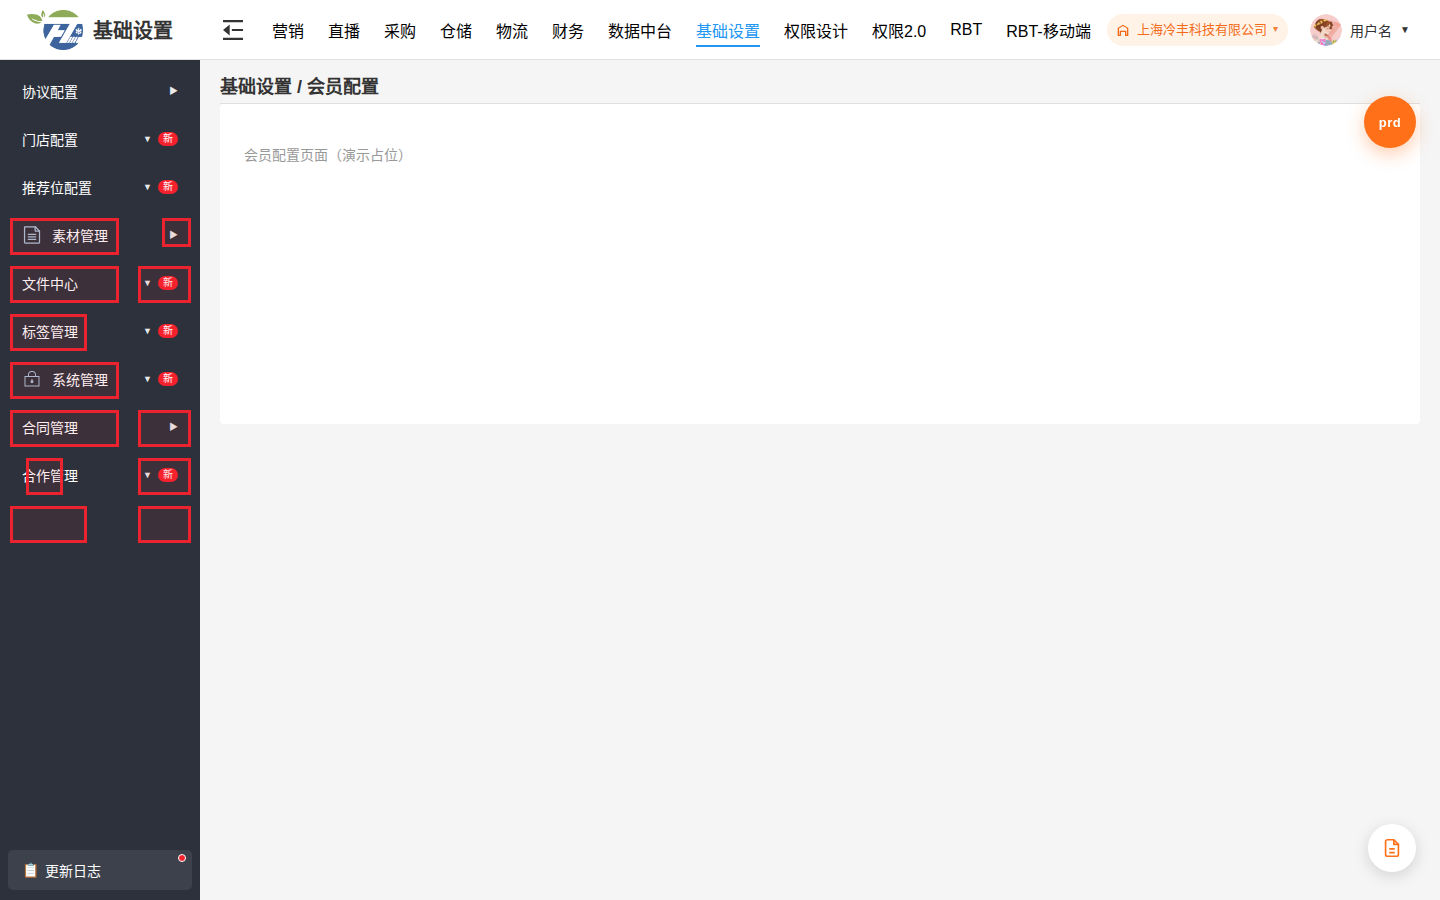 基础设置
营销 直播 采购 仓储 物流 财务 数据中台 基础设置 权限设计 权限2.0 RBT RBT-移动端
上海冷丰科技有限公司
用户名
基础设置 / 会员配置
prd
会员配置页面（演示占位）
协议配置
门店配置 新
推荐位配置 新
素材管理
文件中心 新
标签管理 新
系统管理 新
合同管理
合作管理 新
更新日志